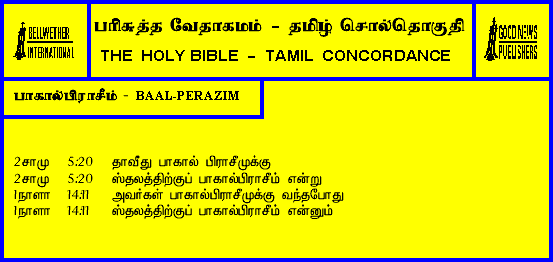 BELLWETHER
INTERNATIONAL
பரிசுத்த வேதாகமம் - தமிழ் சொல்தொகுதி
THE HOLY BIBLE - TAMIL CONCORDANCE
GOOD NEWS
PUBLISHERS
பாகால்பிராசீம் - BAAL-PERAZIM
2சாமு 5:20 தாவீது பாகால் பிராசீமுக்கு
2சாமு 5:20 ஸ்தலத்திற்குப் பாகால்பிராசீம் என்று
1நாளா 14:11 அவர்கள் பாகால்பிராசீமுக்கு வந்தபோது
1நாளா 14:11 ஸ்தலத்திற்குப் பாகால்பிராசீம் என்னும்